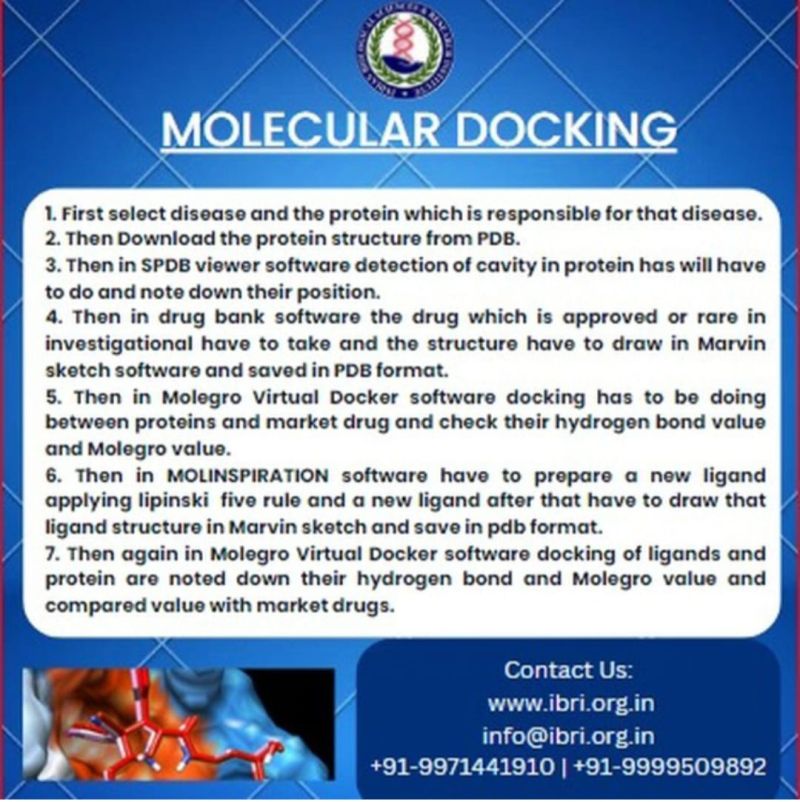 MOLECULAR DOCKING
1. First select disease and the protein which is responsible for that disease.
2. Then Download the protein structure from PDB.
3. Then in SPDB viewer software detection of cavity in protein has will have
to do and note down their position.
4. Then in drug bank software the drug which is approved or rare in
investigational have to take and the structure have to draw in Marvin
sketch software and saved in PDB format.
5. Then in Molegro Virtual Docker software docking has to be doing
between proteins and market drug and check their hydrogen bond value
and Molegro value.
6. Then in MOLINSPIRATION software have to prepare a new ligand
applying lipinski five rule and a new ligand after that have to draw that
ligand structure in Marvin sketch and save in pdb format.
7. Then again in Molegro Virtual Docker software docking of ligands and
protein are noted down their hydrogen bond and Molegro value and
compared value with market drugs.
Contact Us:
www.ibri.org.in
info@ibri.org.in
+91-9971441910 | +91-9999509892